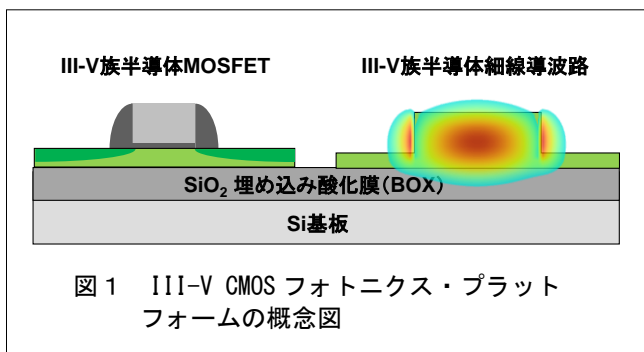 III-V族半導体MOSFET
III-V族半導体細線導波路
SiO2 埋め込み酸化膜（BOX）
Si基板
図１　III-V CMOS フォトニクス・プラット
フォームの概念図